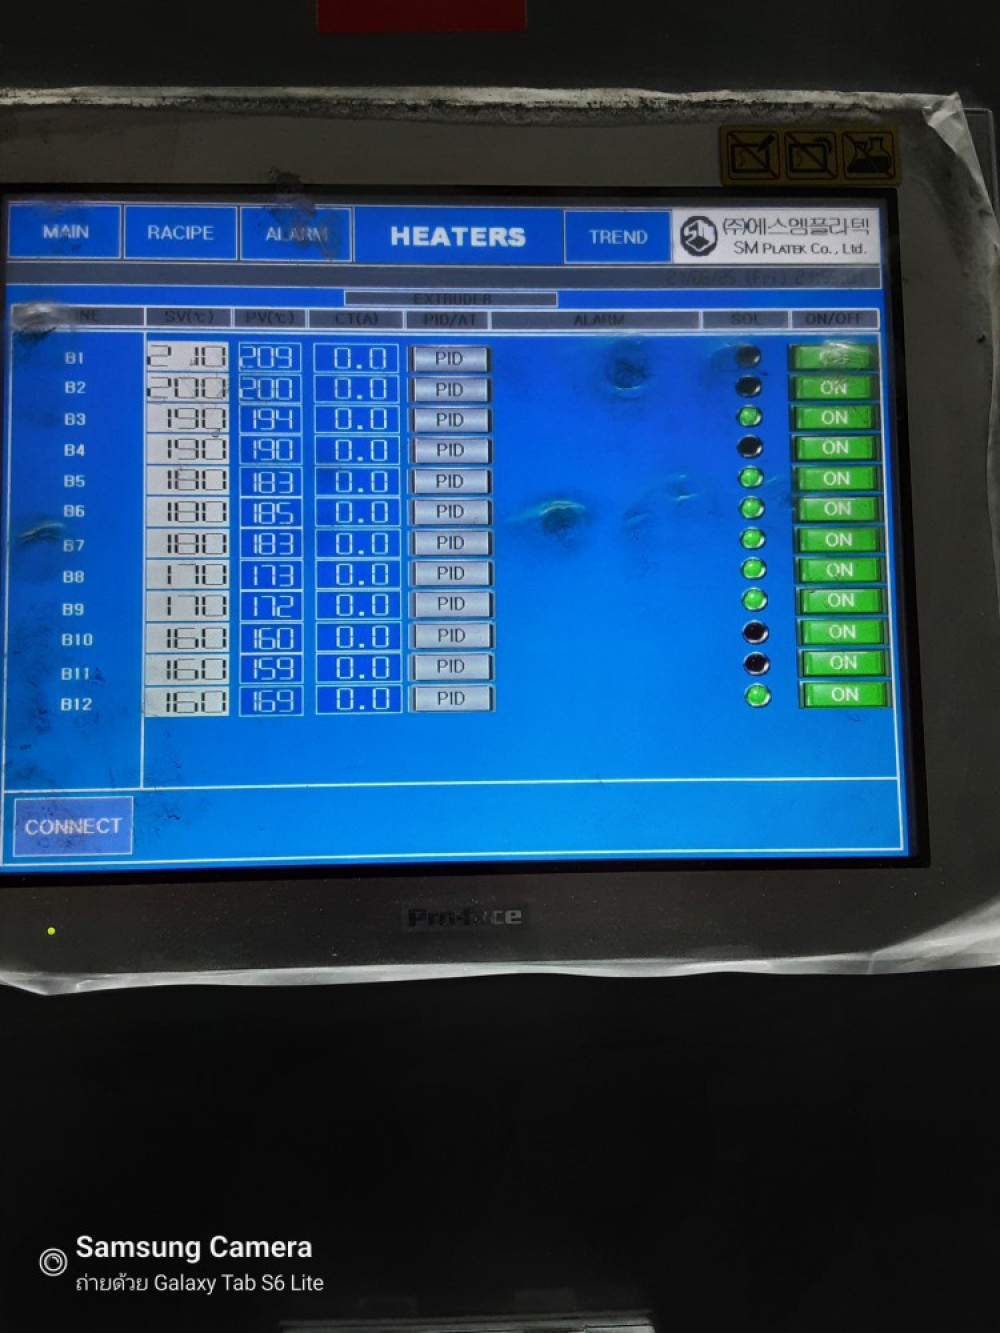 MAIN RACIPE ALARM HEATERS TREND (주)에스엠플라텍
SM PLATEK Co., Ltd.
EXTRUDER
SV(℃) PV(℃) CT(A) PID/AT ALARM SOL ON/OFF
B1 210 209 0.0 PID
B2 200 200 0.0 PID ON
B3 190 194 0.0 PID ON
B4 190 190 0.0 PID ON
B5 180 183 0.0 PID ON
B6 180 185 0.0 PID ON
B7 180 183 0.0 PID ON
B8 170 173 0.0 PID ON
B9 170 172 0.0 PID ON
B10 160 160 0.0 PID ON
B11 160 159 0.0 PID ON
B12 160 169 0.0 PID ON
CONNECT
Pro-face
Samsung Camera
ถ่ายด้วย Galaxy Tab S6 Lite